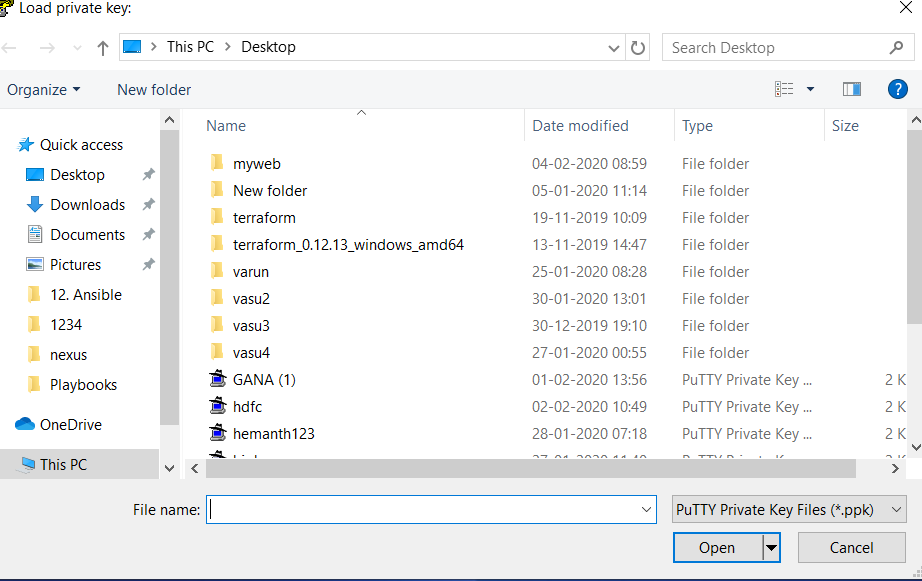 Load private key:
This PC > Desktop
Search Desktop
Organize New folder
Name Date modified Type Size
Quick access
Desktop
Downloads
Documents
Pictures
12. Ansible
1234
nexus
Playbooks
OneDrive
This PC
myweb 04-02-2020 08:59 File folder
New folder 05-01-2020 11:14 File folder
terraform 19-11-2019 10:09 File folder
terraform_0.12.13_windows_amd64 13-11-2019 14:47 File folder
varun 25-01-2020 08:28 File folder
vasu2 30-01-2020 13:01 File folder
vasu3 30-12-2019 19:10 File folder
vasu4 27-01-2020 00:55 File folder
GANA (1) 01-02-2020 13:56 PuTTY Private Key ... 2 K
hdfc 02-02-2020 10:49 PuTTY Private Key ... 2 K
hemanth123 28-01-2020 07:18 PuTTY Private Key ... 2 K
File name: PuTTY Private Key Files (*.ppk)
Open Cancel